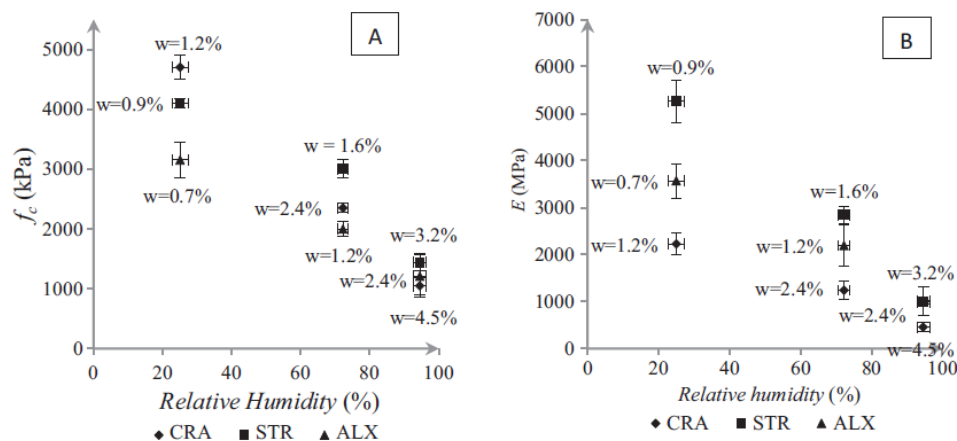 A
5000
4000
3000
2000
1000
0
f_c (kPa)
w=1.2%
w=0.9%
w=0.7%
w = 1.6%
w=2.4%
w=1.2%
w=3.2%
w=2.4%
w=4.5%
0 20 40 60 80 100
Relative Humidity (%)
CRA STR ALX
B
7000
6000
5000
4000
3000
2000
1000
0
E (MPa)
w=0.9%
w=0.7%
w=1.2%
w=1.6%
w=1.2%
w=2.4%
w=3.2%
w=2.4%
w=4.5%
0 20 40 60 80 100
Relative humidity (%)
CRA STR ALX